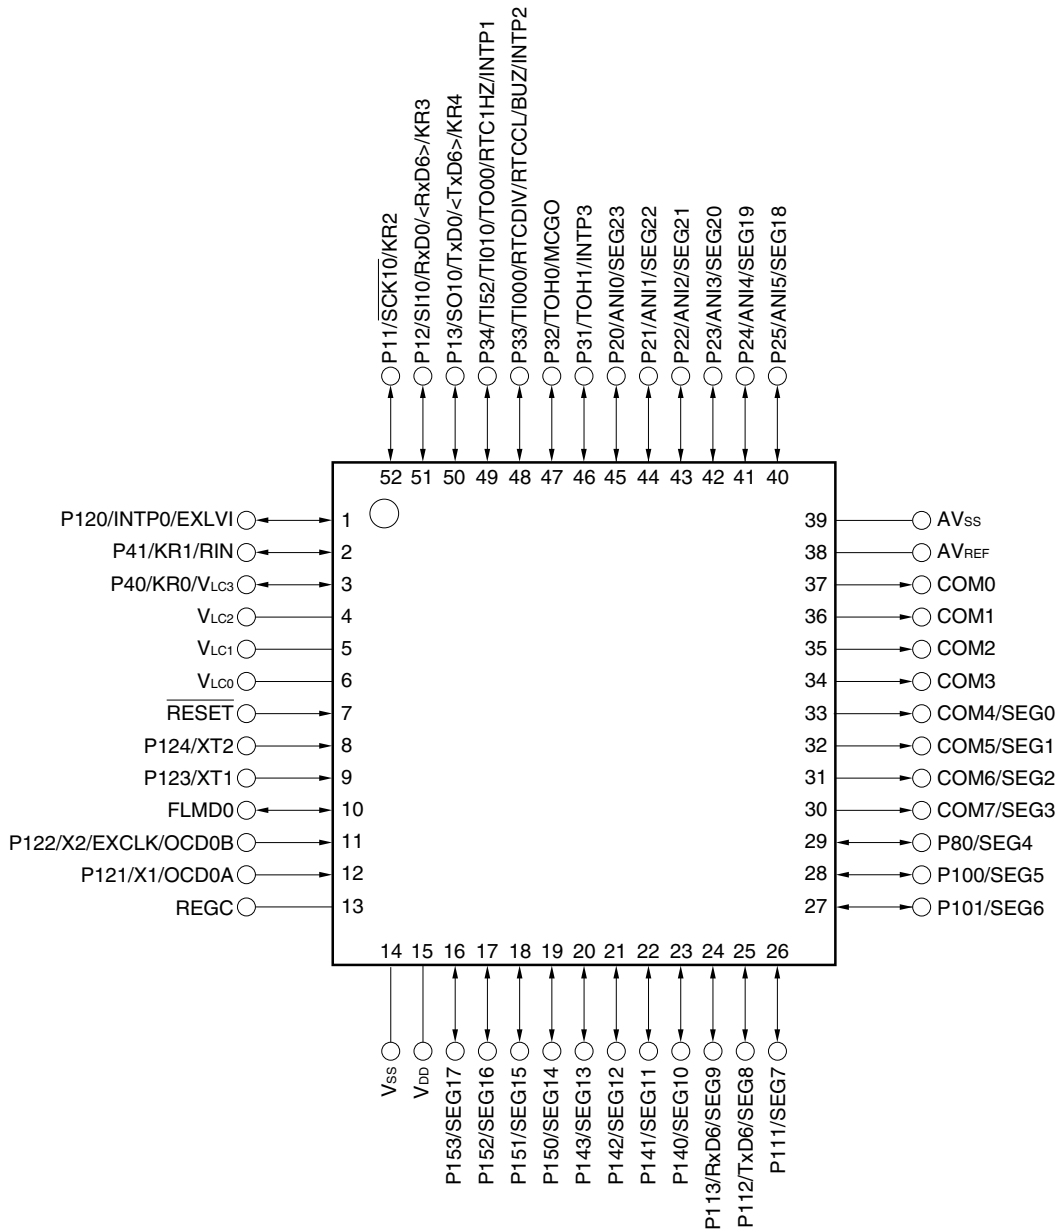 P11/SCK10/KR2
P12/SI10/RxD0/<RxD6>/KR3
P13/SO10/TxD0/<TxD6>/KR4
P34/TI52/TI010/TO00/RTC1HZ/INTP1
P33/TI000/RTCDIV/RTCCL/BUZ/INTP2
P32/TOH0/MCGO
P31/TOH1/INTP3
P20/ANI0/SEG23
P21/ANI1/SEG22
P22/ANI2/SEG21
P23/ANI3/SEG20
P24/ANI4/SEG19
P25/ANI5/SEG18
52 51 50 49 48 47 46 45 44 43 42 41 40
P120/INTP0/EXLVI 1
P41/KR1/RIN 2
P40/KR0/VLC3 3
VLC2 4
VLC1 5
VLC0 6
RESET 7
P124/XT2 8
P123/XT1 9
FLMD0 10
P122/X2/EXCLK/OCD0B 11
P121/X1/OCD0A 12
REGC 13
39 AVSS
38 AVREF
37 COM0
36 COM1
35 COM2
34 COM3
33 COM4/SEG0
32 COM5/SEG1
31 COM6/SEG2
30 COM7/SEG3
29 P80/SEG4
28 P100/SEG5
27 P101/SEG6
14 15 16 17 18 19 20 21 22 23 24 25 26
VSS
VDD
P153/SEG17
P152/SEG16
P151/SEG15
P150/SEG14
P143/SEG13
P142/SEG12
P141/SEG11
P140/SEG10
P113/RxD6/SEG9
P112/TxD6/SEG8
P111/SEG7